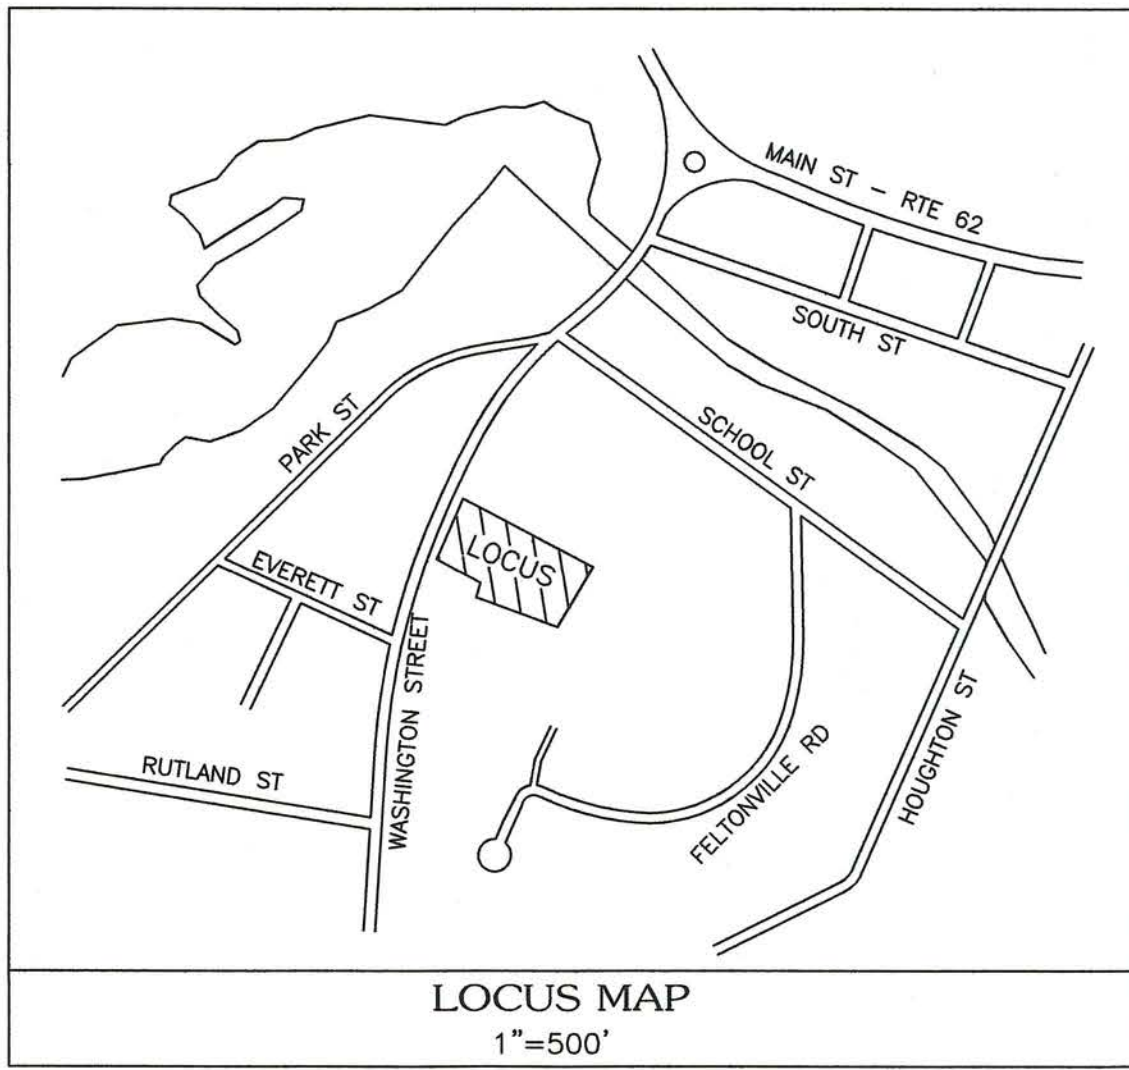 MAIN ST - RTE 62
SOUTH ST
SCHOOL ST
PARK ST
LOCUS
EVERETT ST
WASHINGTON STREET
HOUGHTON ST
RUTLAND ST
FELTONVILLE RD
LOCUS MAP
1"=500'